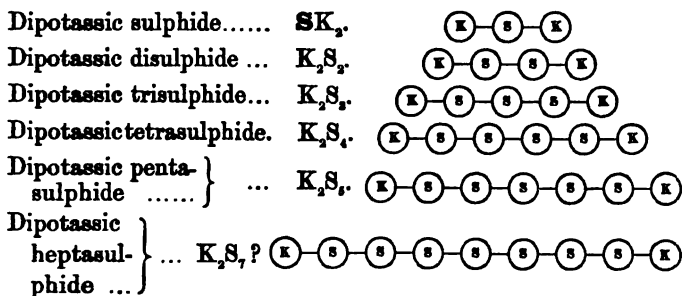 Dipotassic sulphide...... SK₂. K—S—K
Dipotassic disulphide ... K₂S₂. K—S—S—K
Dipotassic trisulphide... K₂S₃. K—S—S—S—K
Dipotassic tetrasulphide. K₂S₄. K—S—S—S—S—K
Dipotassic penta-
sulphide ...... } ... K₂S₅. K—S—S—S—S—S—K
Dipotassic
heptasul- } ... K₂S₇? K—S—S—S—S—S—S—S—K
phide ...